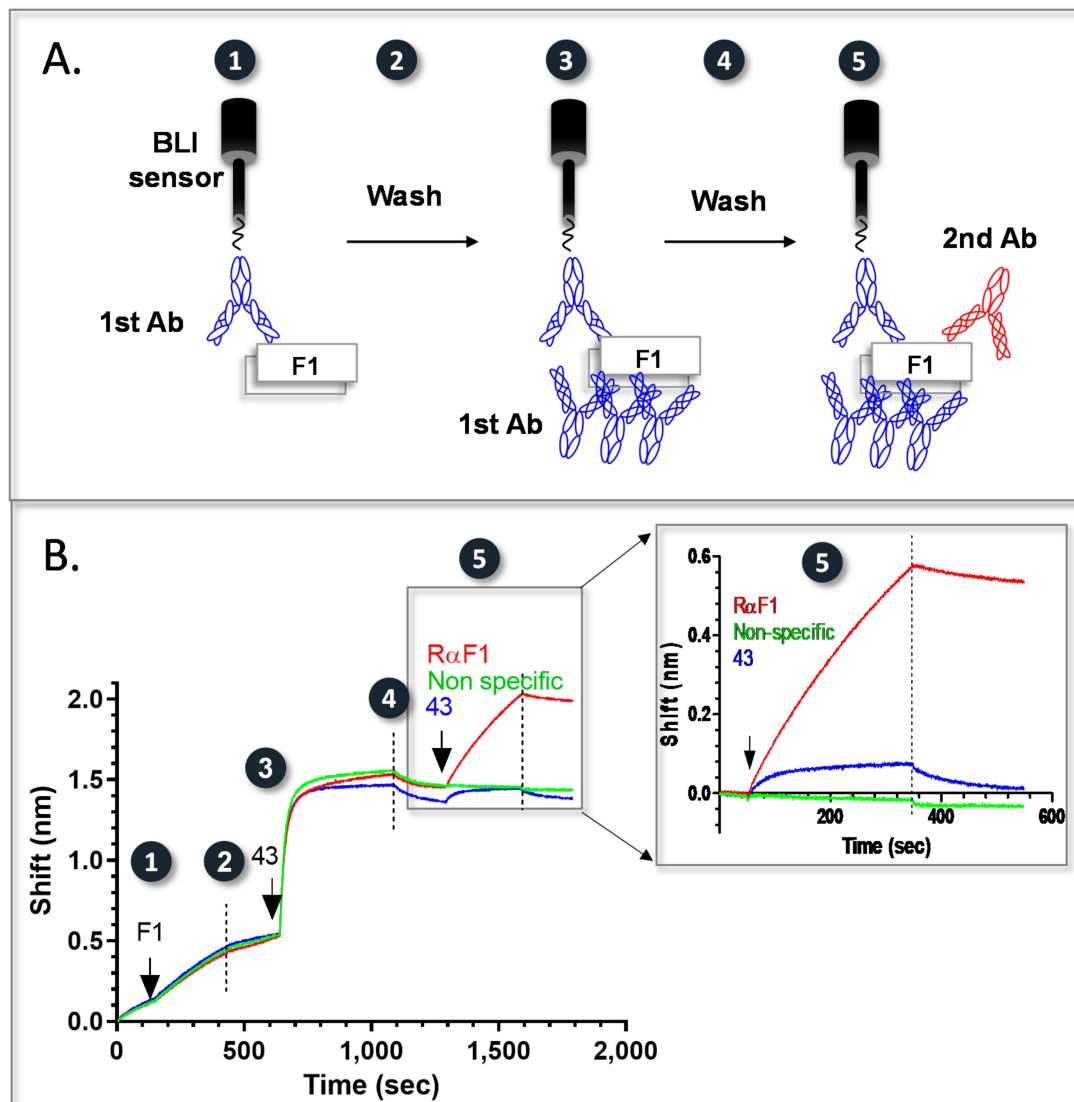 A.
1 2 3 4 5
BLI
sensor
Wash
Wash
2nd Ab
1st Ab
F1
F1
F1
1st Ab
B.
5
RαF1
Non specific
43
4
3
1
2
43
F1
2.0
1.5
1.0
0.5
0.0
0 500 1,000 1,500 2,000
Shift (nm)
Time (sec)
5
RαF1
Non-specific
43
0.6
0.4
0.2
0.0
200 400 600
Shift (nm)
Time (sec)